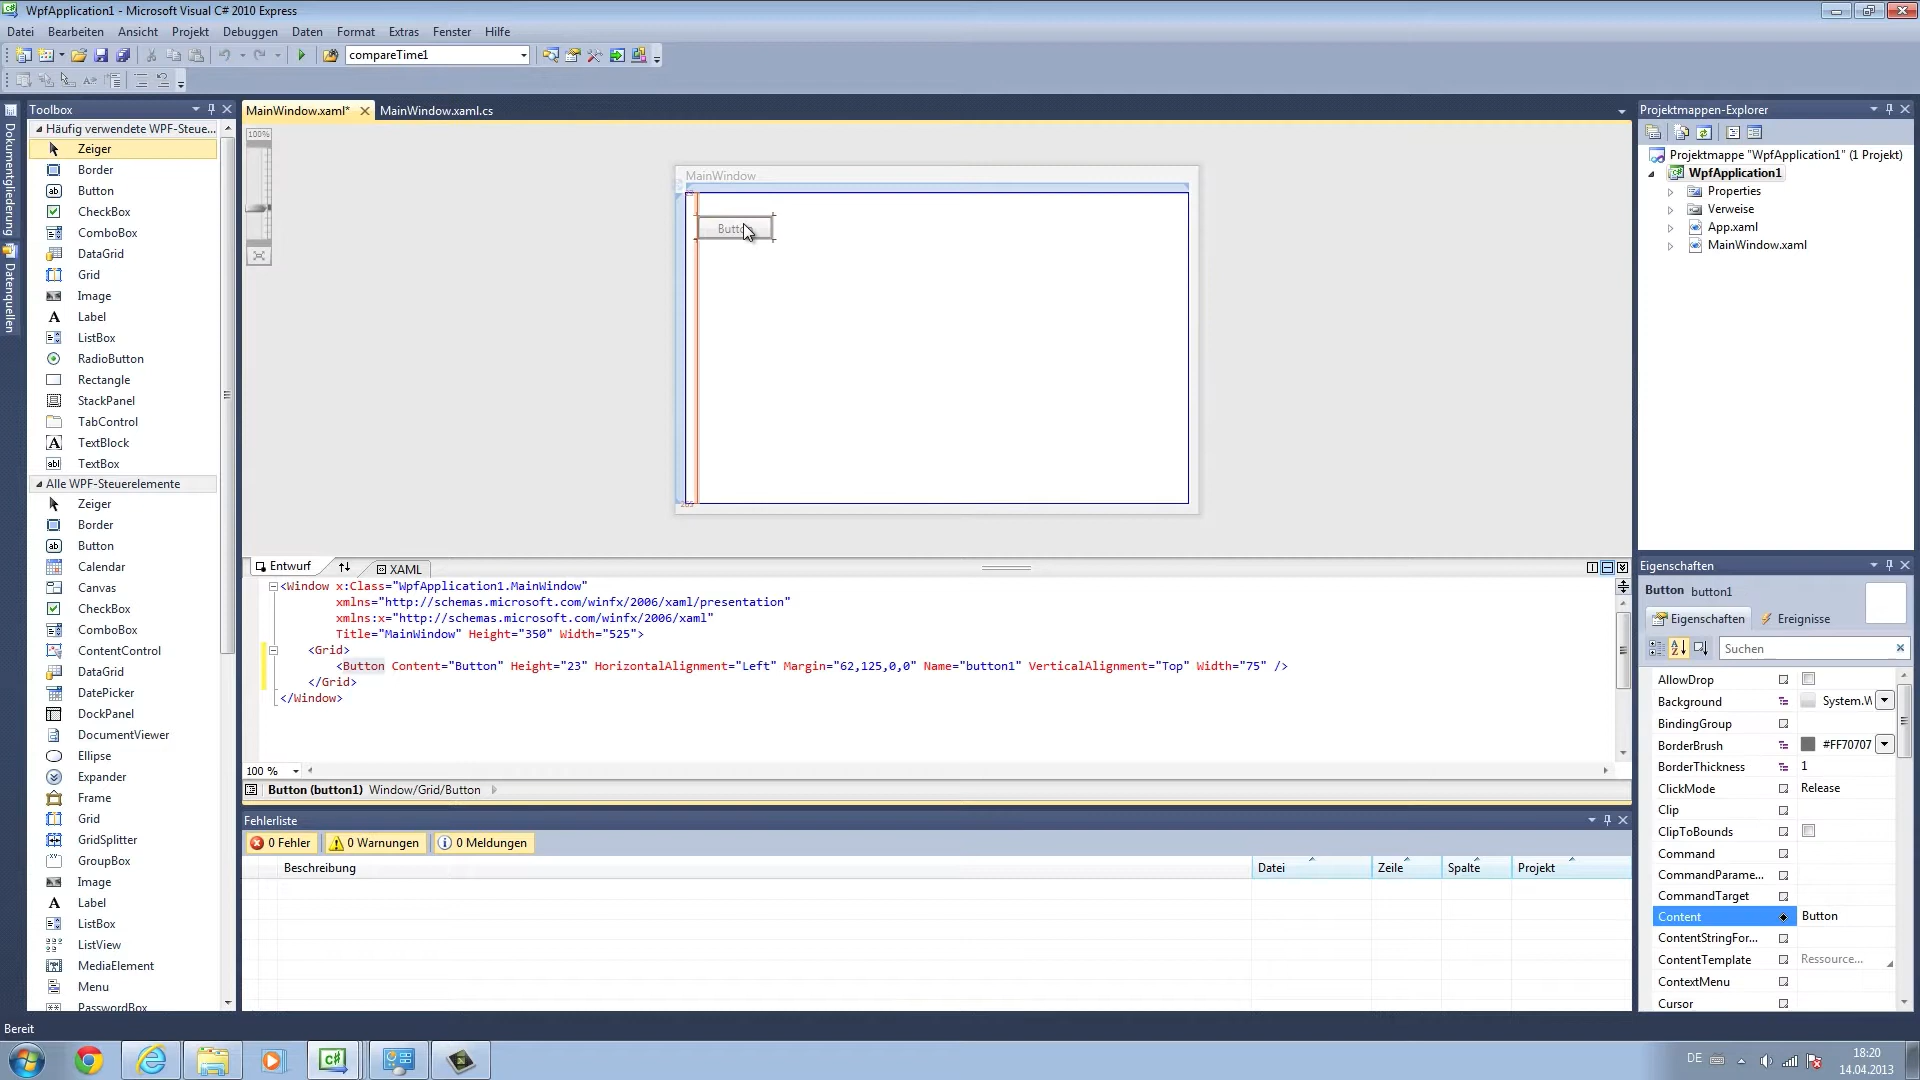 WpfApplication1 - Microsoft Visual C# 2010 Express
Datei Bearbeiten Ansicht Projekt Debuggen Daten Format Extras Fenster Hilfe
compareTime1
Dokumentgliederung
Datenquellen
Toolbox
Häufig verwendete WPF-Steue...
Zeiger
Border
Button
CheckBox
ComboBox
DataGrid
Grid
Image
Label
ListBox
RadioButton
Rectangle
StackPanel
TabControl
TextBlock
TextBox
Alle WPF-Steuerelemente
Zeiger
Border
Button
Calendar
Canvas
CheckBox
ComboBox
ContentControl
DataGrid
DatePicker
DockPanel
DocumentViewer
Ellipse
Expander
Frame
Grid
GridSplitter
GroupBox
Image
Label
ListBox
ListView
MediaElement
Menu
PasswordBox
MainWindow.xaml* MainWindow.xaml.cs
100%
MainWindow
Entwurf XAML
<Window x:Class="WpfApplication1.MainWindow"
xmlns="http://schemas.microsoft.com/winfx/2006/xaml/presentation"
xmlns:x="http://schemas.microsoft.com/winfx/2006/xaml"
Title="MainWindow" Height="350" Width="525">
<Grid>
<Button Content="Button" Height="23" HorizontalAlignment="Left" Margin="62,125,0,0" Name="button1" VerticalAlignment="Top" Width="75" />
</Grid>
</Window>
100 %
Button (button1) Window/Grid/Button
Fehlerliste
0 Fehler 0 Warnungen 0 Meldungen
Beschreibung Datei Zeile Spalte Projekt
Projektmappen-Explorer
Projektmappe "WpfApplication1" (1 Projekt)
WpfApplication1
Properties
Verweise
App.xaml
MainWindow.xaml
Eigenschaften
Button button1
Eigenschaften Ereignisse
Suchen
AllowDrop
Background System.W
BindingGroup
BorderBrush #FF70707
BorderThickness 1
ClickMode Release
Clip
ClipToBounds
Command
CommandParame...
CommandTarget
Content Button
ContentStringFor...
ContentTemplate Ressource...
ContextMenu
Cursor
Bereit
DE
18:20
14.04.2013